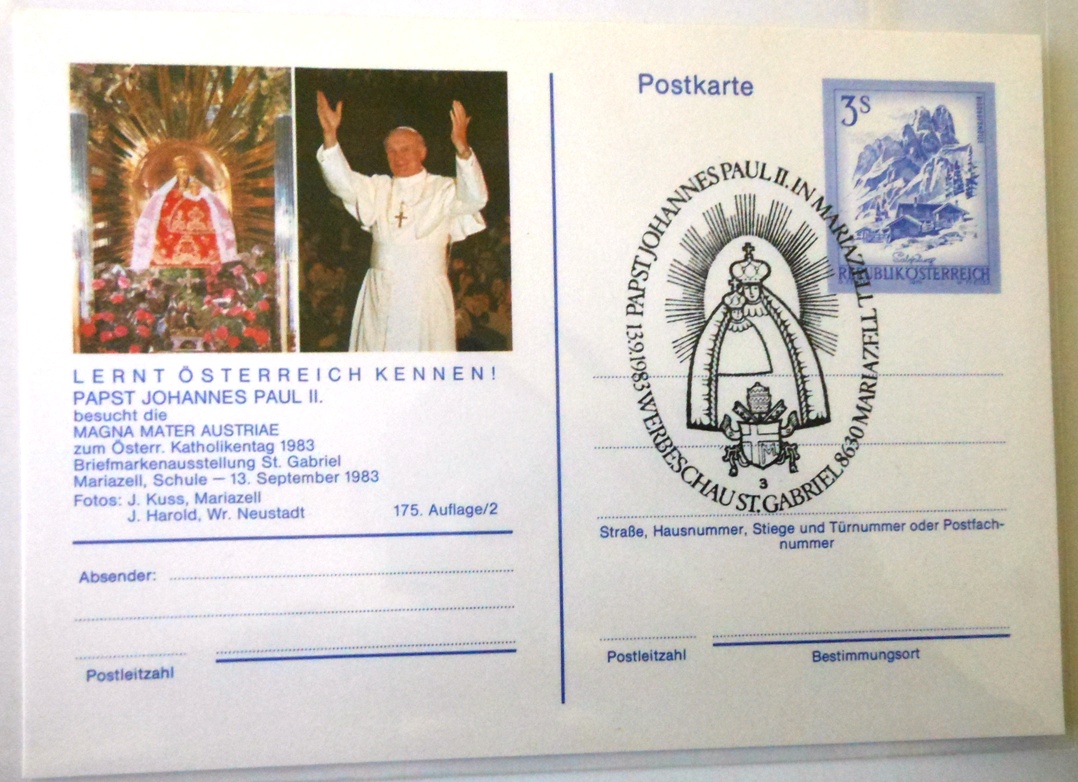 LERNT ÖSTERREICH KENNEN!
PAPST JOHANNES PAUL II.
besucht die
MAGNA MATER AUSTRIAE
zum Österr. Katholikentag 1983
Briefmarkenausstellung St. Gabriel
Mariazell, Schule — 13. September 1983
Fotos: J. Kuss, Mariazell
J. Harold, Wr. Neustadt
175. Auflage/2
Absender:
Postleitzahl
Postkarte
3S
REPUBLIK ÖSTERREICH
PAPST JOHANNES PAUL II. IN MARIAZELL
13.9.1983 WERBESCHAU ST. GABRIEL 8630 MARIAZELL
3
Straße, Hausnummer, Stiege und Türnummer oder Postfach-
nummer
Postleitzahl
Bestimmungsort